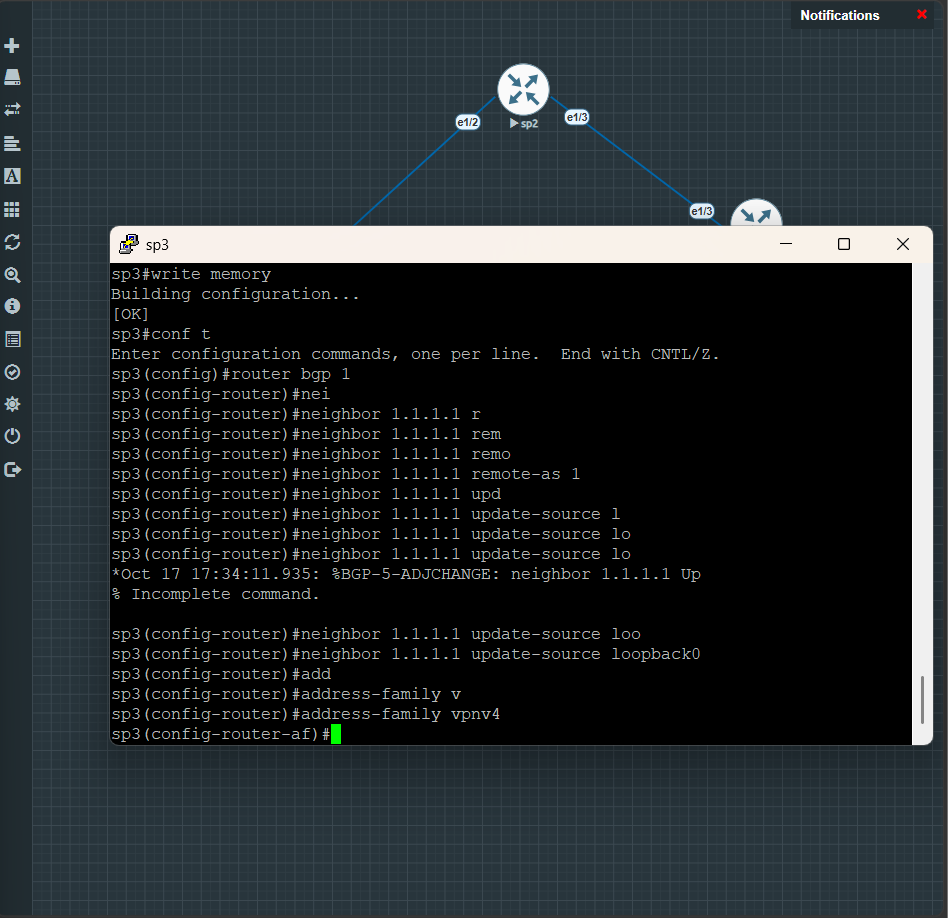 Notifications
e1/2
e1/3
sp2
e1/3
sp3
sp3#write memory
Building configuration...
[OK]
sp3#conf t
Enter configuration commands, one per line.  End with CNTL/Z.
sp3(config)#router bgp 1
sp3(config-router)#nei
sp3(config-router)#neighbor 1.1.1.1 r
sp3(config-router)#neighbor 1.1.1.1 rem
sp3(config-router)#neighbor 1.1.1.1 remo
sp3(config-router)#neighbor 1.1.1.1 remote-as 1
sp3(config-router)#neighbor 1.1.1.1 upd
sp3(config-router)#neighbor 1.1.1.1 update-source l
sp3(config-router)#neighbor 1.1.1.1 update-source lo
sp3(config-router)#neighbor 1.1.1.1 update-source lo
*Oct 17 17:34:11.935: %BGP-5-ADJCHANGE: neighbor 1.1.1.1 Up
% Incomplete command.
sp3(config-router)#neighbor 1.1.1.1 update-source loo
sp3(config-router)#neighbor 1.1.1.1 update-source loopback0
sp3(config-router)#add
sp3(config-router)#address-family v
sp3(config-router)#address-family vpnv4
sp3(config-router-af)#